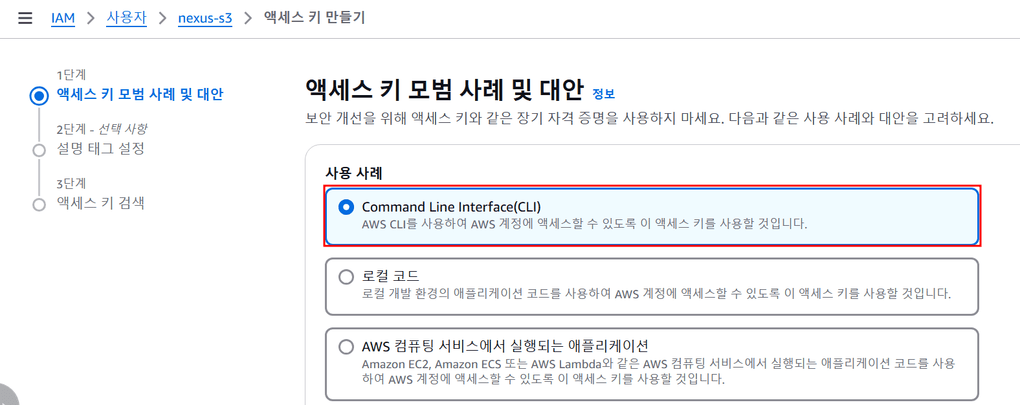 IAM > 사용자 > nexus-s3 > 액세스 키 만들기
1단계
액세스 키 모범 사례 및 대안
2단계 - 선택 사항
설명 태그 설정
3단계
액세스 키 검색
액세스 키 모범 사례 및 대안 정보
보안 개선을 위해 액세스 키와 같은 장기 자격 증명을 사용하지 마세요. 다음과 같은 사용 사례와 대안을 고려하세요.
사용 사례
Command Line Interface(CLI)
AWS CLI를 사용하여 AWS 계정에 액세스할 수 있도록 이 액세스 키를 사용할 것입니다.
로컬 코드
로컬 개발 환경의 애플리케이션 코드를 사용하여 AWS 계정에 액세스할 수 있도록 이 액세스 키를 사용할 것입니다.
AWS 컴퓨팅 서비스에서 실행되는 애플리케이션
Amazon EC2, Amazon ECS 또는 AWS Lambda와 같은 AWS 컴퓨팅 서비스에서 실행되는 애플리케이션 코드를 사용
하여 AWS 계정에 액세스할 수 있도록 이 액세스 키를 사용할 것입니다.